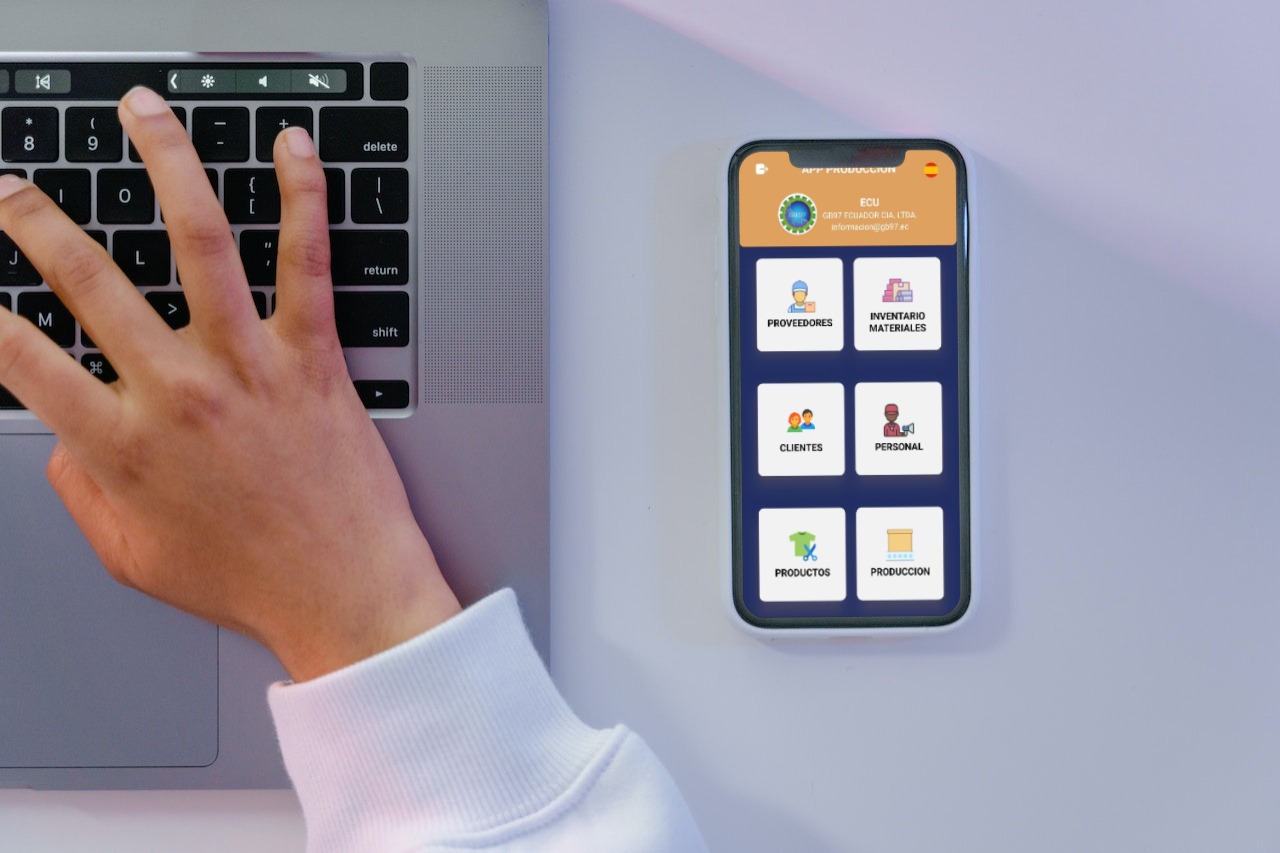 *
8
(
9
-
-
+
delete
I
O
{
[
|
\
J
L
"
,
return
M
>
shift
⌘
APP PRODUCCION
ECU
GB97 ECUADOR CIA. LTDA.
informacion@gb97.ec
PROVEEDORES
INVENTARIO
MATERIALES
CLIENTES
PERSONAL
PRODUCTOS
PRODUCCION